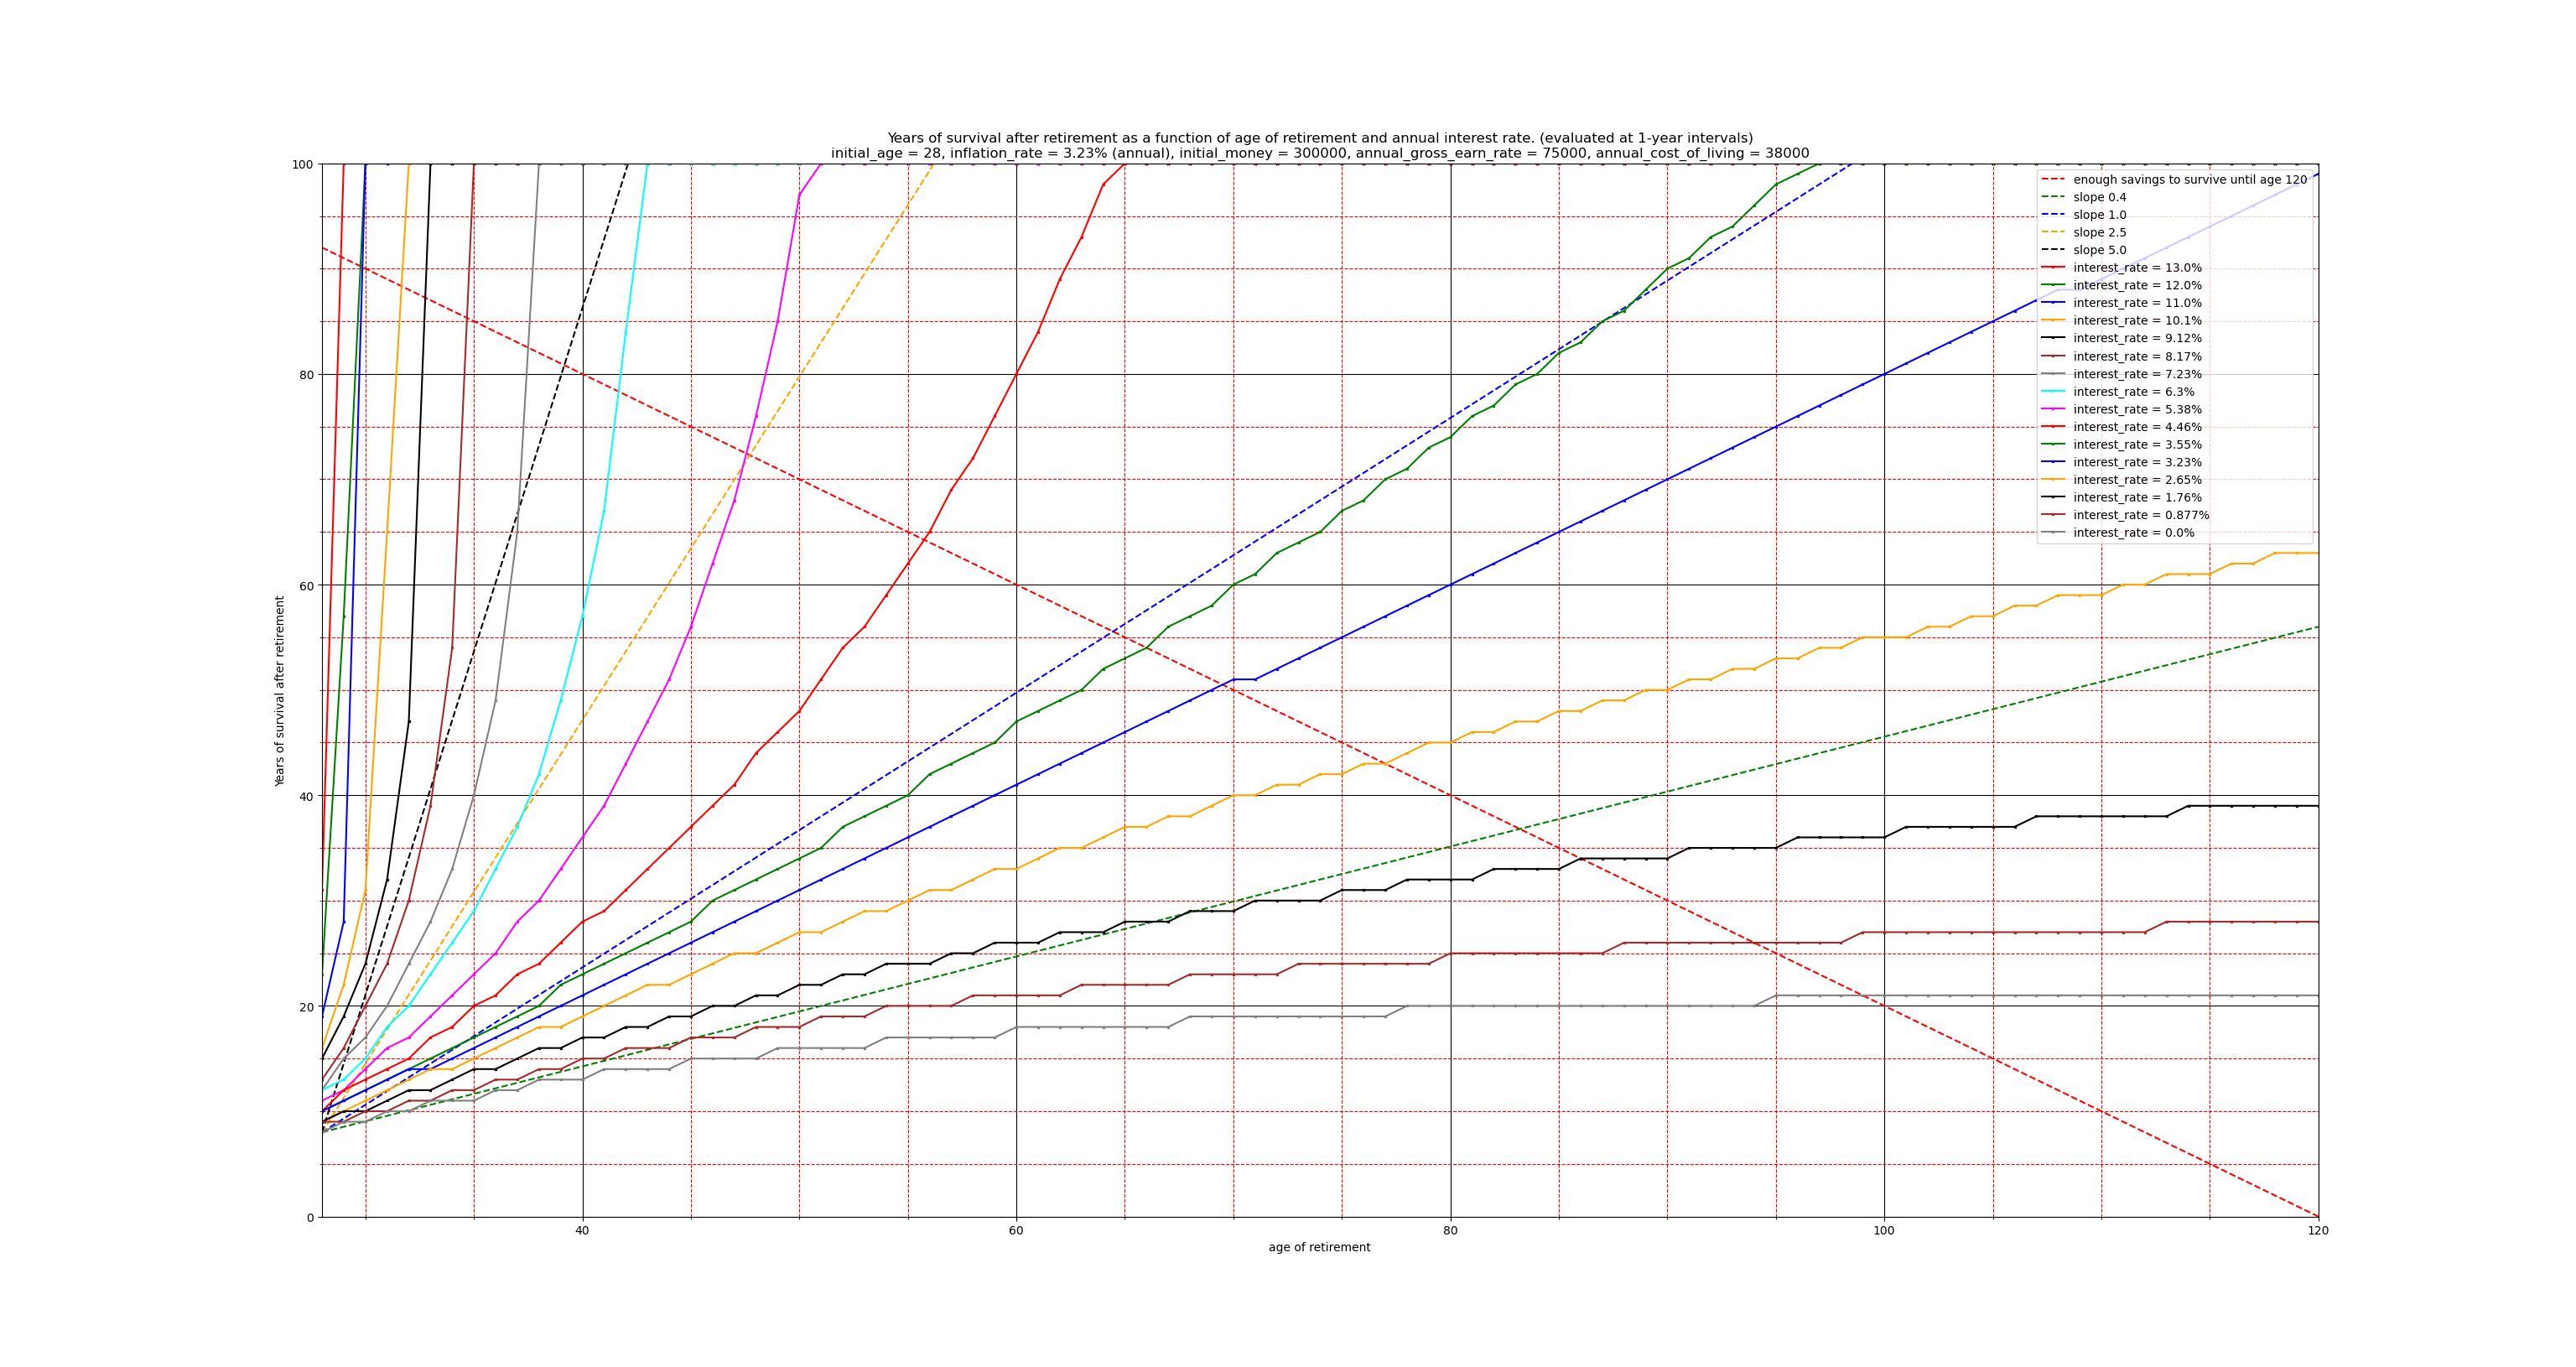 Years of survival after retirement as a function of age of retirement and annual interest rate. (evaluated at 1-year intervals)
initial_age = 28, inflation_rate = 3.23% (annual), initial_money = 300000, annual_gross_earn_rate = 75000, annual_cost_of_living = 38000
enough savings to survive until age 120
slope 0.4
slope 1.0
slope 2.5
slope 5.0
interest_rate = 13.0%
interest_rate = 12.0%
interest_rate = 11.0%
interest_rate = 10.1%
interest_rate = 9.12%
interest_rate = 8.17%
interest_rate = 7.23%
interest_rate = 6.3%
interest_rate = 5.38%
interest_rate = 4.46%
interest_rate = 3.55%
interest_rate = 3.23%
interest_rate = 2.65%
interest_rate = 1.76%
interest_rate = 0.877%
interest_rate = 0.0%
Years of survival after retirement
100
80
60
40
20
0
40
60
80
100
120
age of retirement